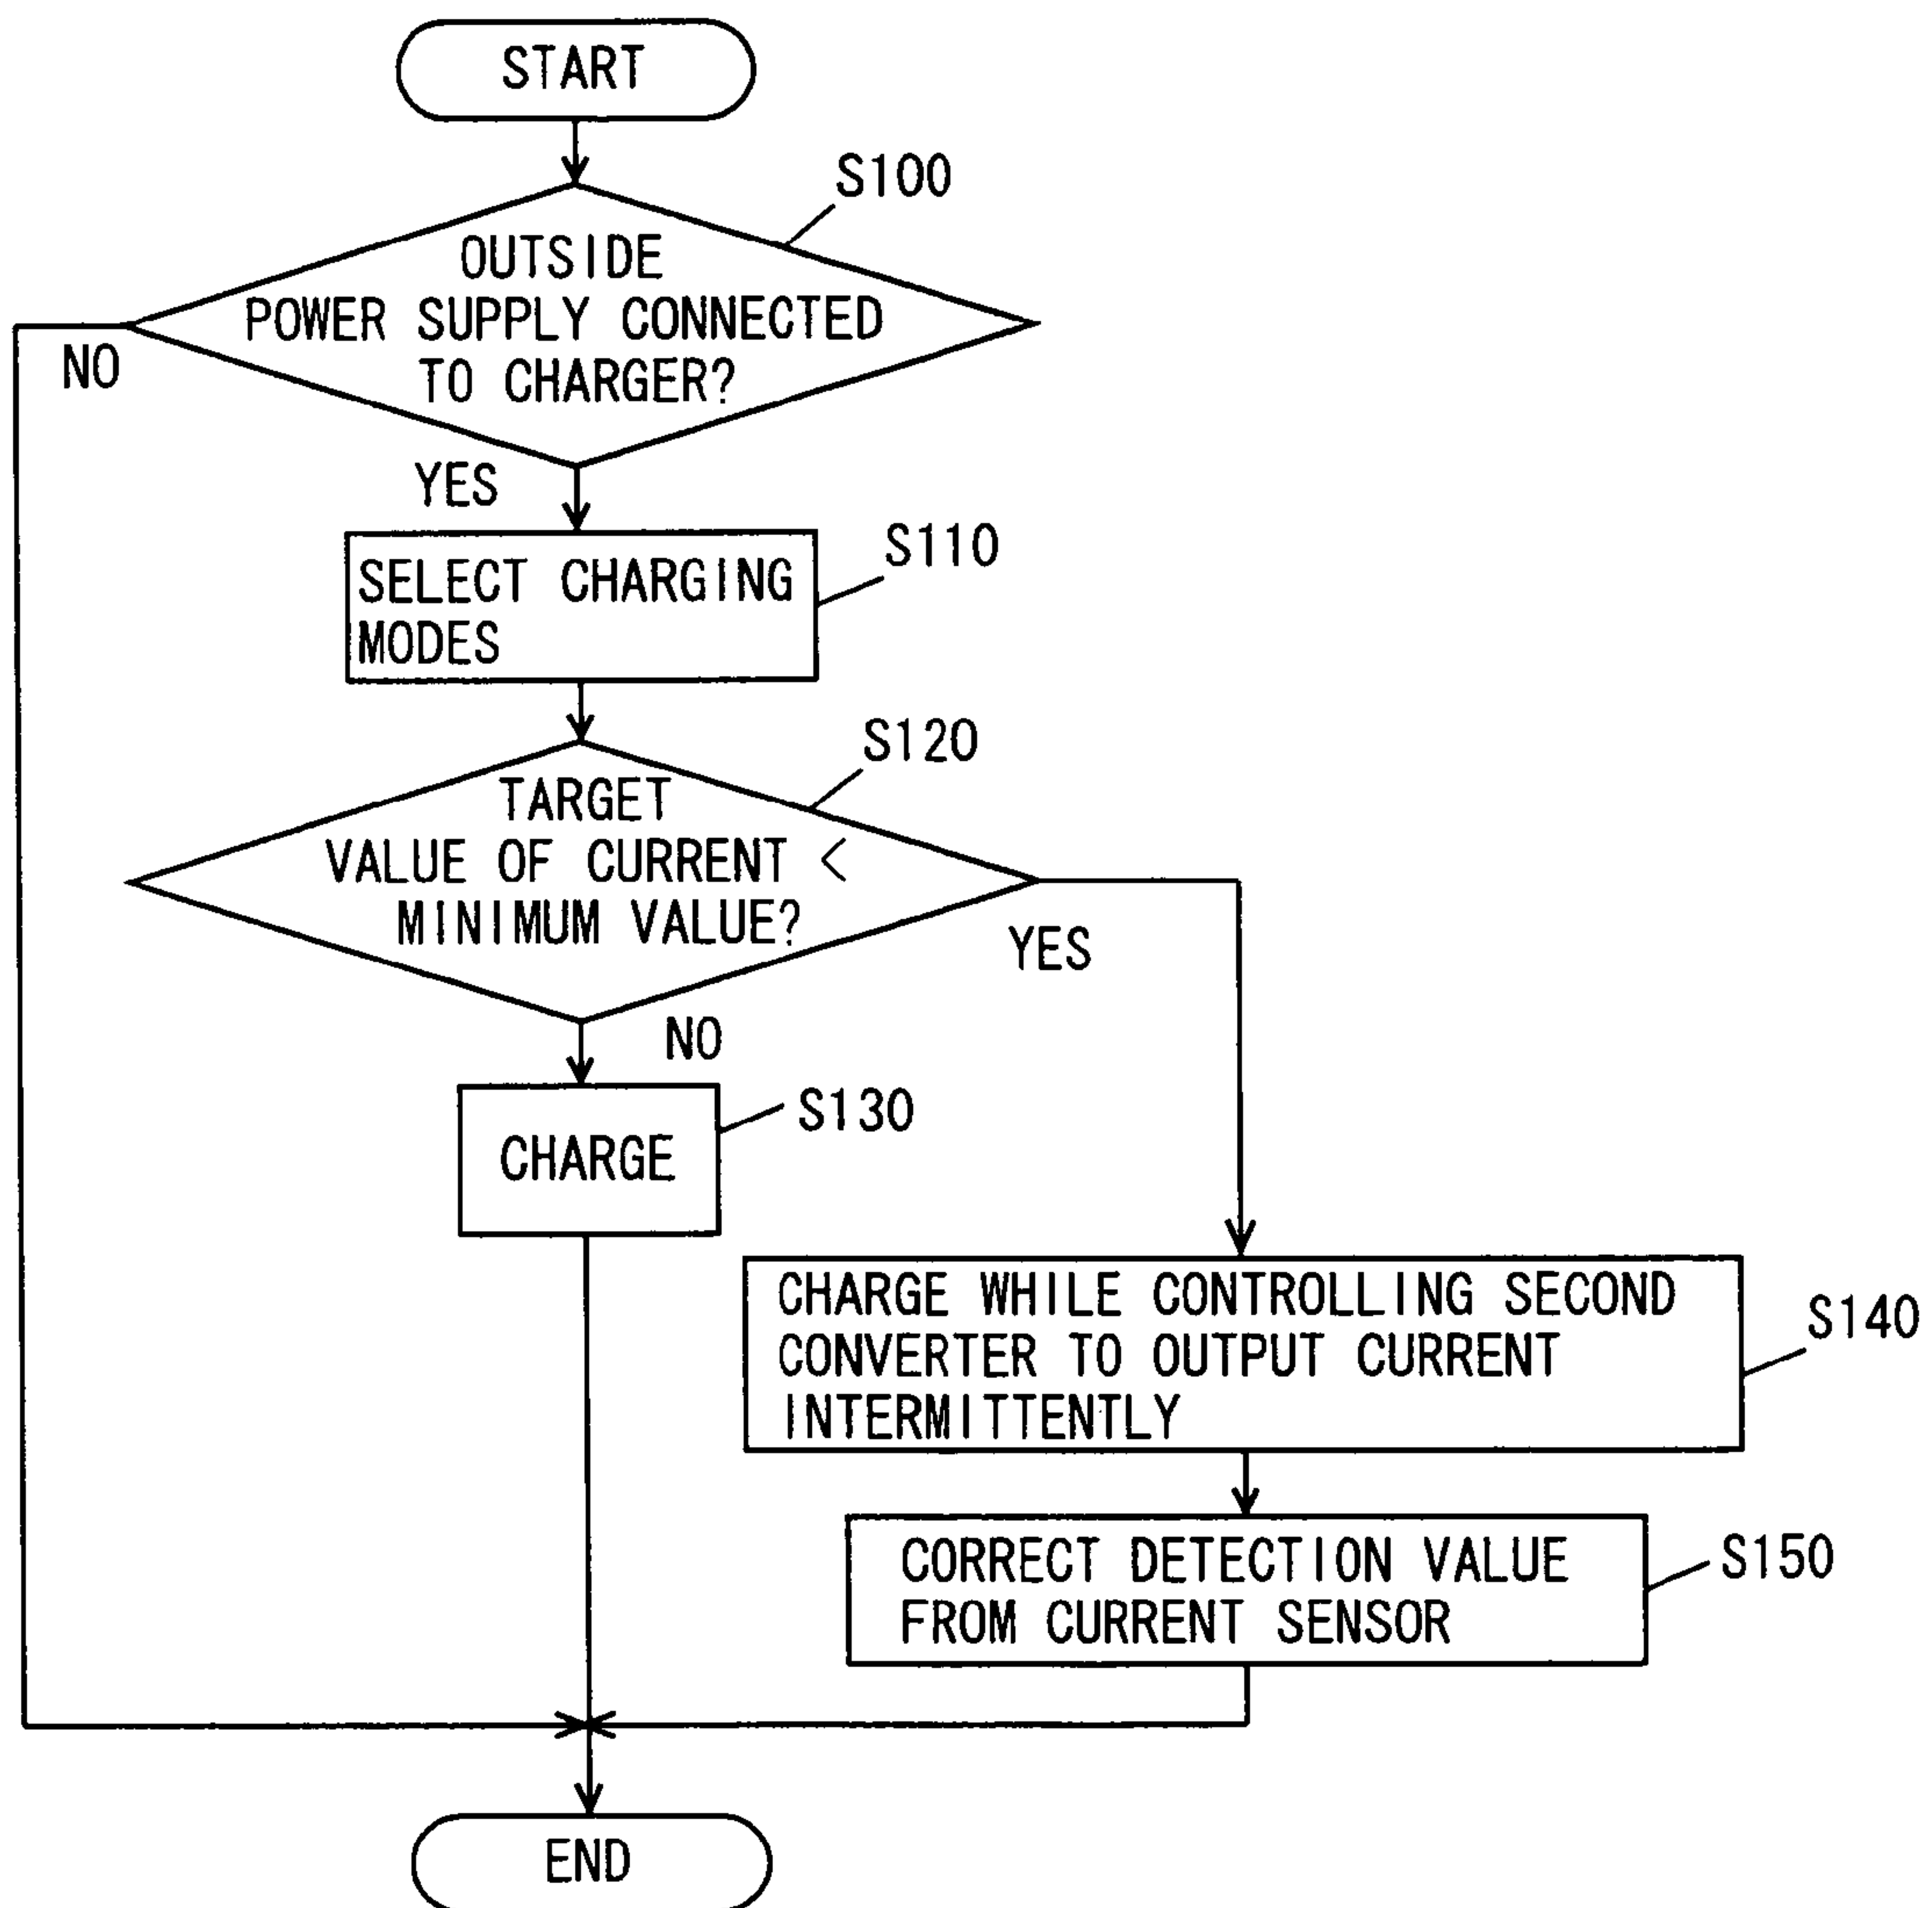 START
S100
OUTSIDE
POWER SUPPLY CONNECTED
TO CHARGER?
NO
YES
S110
SELECT CHARGING
MODES
S120
TARGET
VALUE OF CURRENT <
MINIMUM VALUE?
YES
NO
S130
CHARGE
CHARGE WHILE CONTROLLING SECOND
CONVERTER TO OUTPUT CURRENT
INTERMITTENTLY
S140
CORRECT DETECTION VALUE
FROM CURRENT SENSOR
S150
END